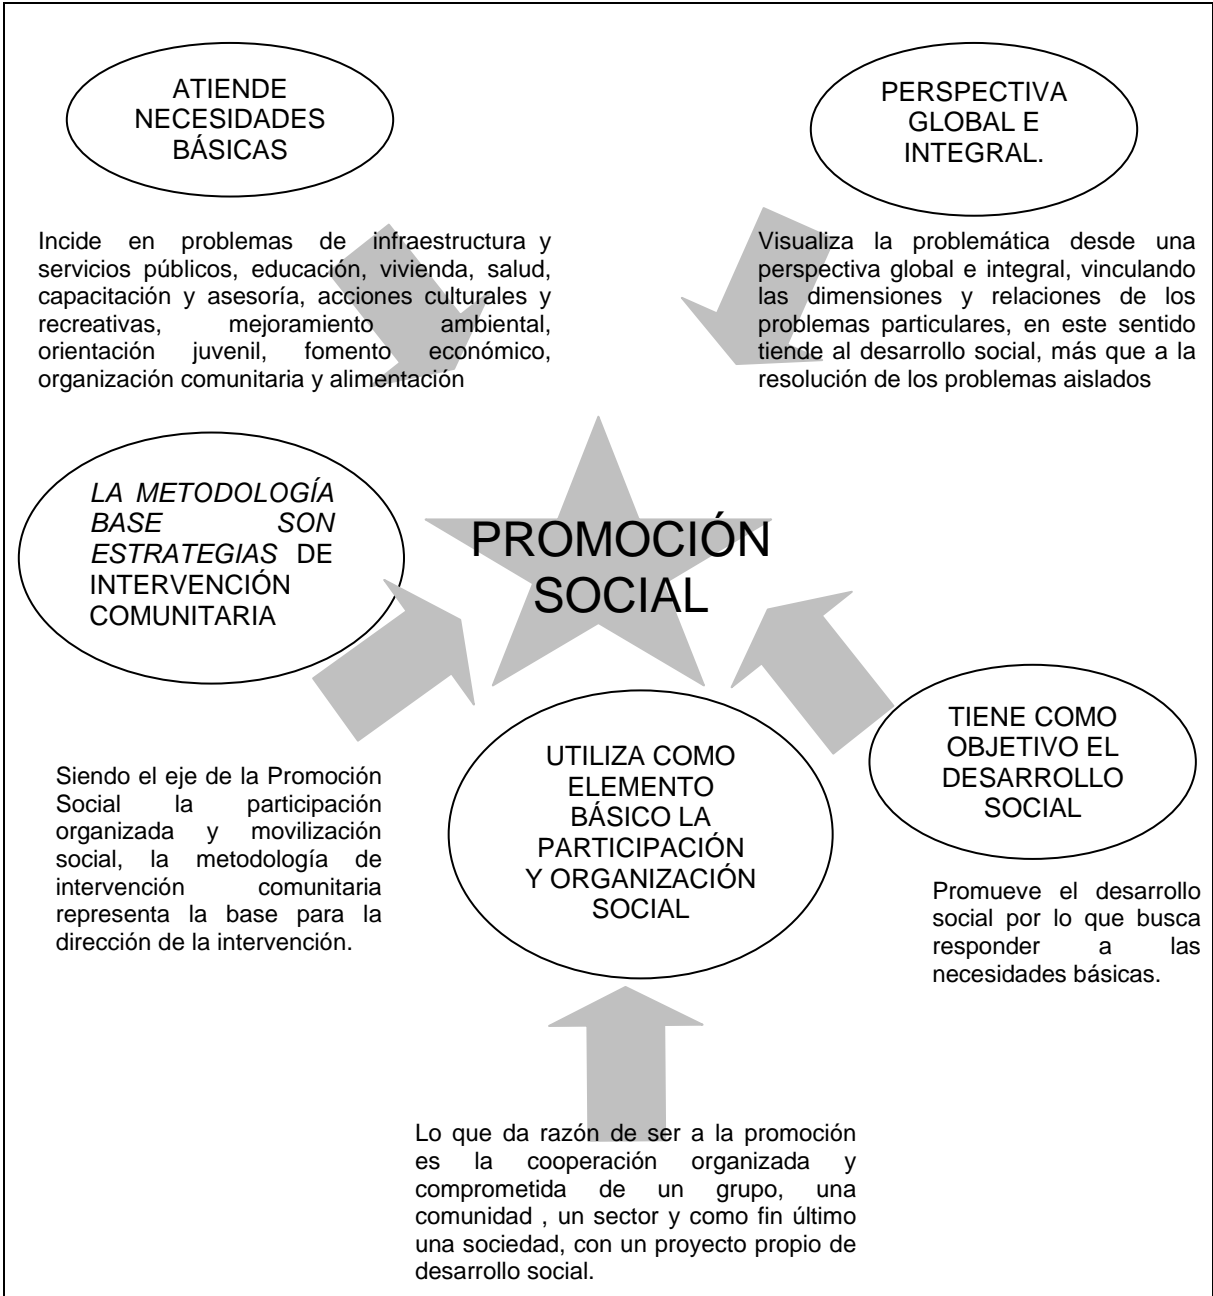 ATIENDE
NECESIDADES
BÁSICAS
PERSPECTIVA
GLOBAL E
INTEGRAL.
Incide en problemas de infraestructura y
servicios públicos, educación, vivienda, salud,
capacitación y asesoría, acciones culturales y
recreativas, mejoramiento ambiental,
orientación juvenil, fomento económico,
organización comunitaria y alimentación
Visualiza la problemática desde una
perspectiva global e integral, vinculando
las dimensiones y relaciones de los
problemas particulares, en este sentido
tiende al desarrollo social, más que a la
resolución de los problemas aislados
LA METODOLOGÍA
BASE SON
ESTRATEGIAS DE
INTERVENCIÓN
COMUNITARIA
PROMOCIÓN
SOCIAL
TIENE COMO
OBJETIVO EL
DESARROLLO
SOCIAL
UTILIZA COMO
ELEMENTO
BÁSICO LA
PARTICIPACIÓN
Y ORGANIZACIÓN
SOCIAL
Siendo el eje de la Promoción
Social la participación
organizada y movilización
social, la metodología de
intervención comunitaria
representa la base para la
dirección de la intervención.
Promueve el desarrollo
social por lo que busca
responder a las
necesidades básicas.
Lo que da razón de ser a la promoción
es la cooperación organizada y
comprometida de un grupo, una
comunidad , un sector y como fin último
una sociedad, con un proyecto propio de
desarrollo social.